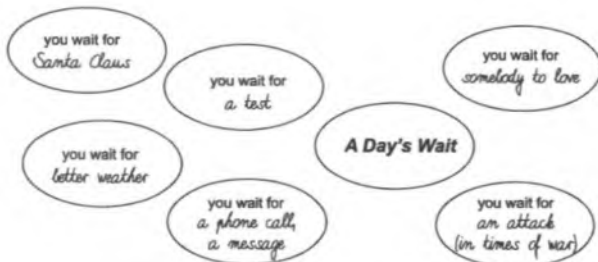 you wait for
Santa Claus
you wait for
a test
you wait for
somebody to love
A Day's Wait
you wait for
better weather
you wait for
a phone call,
a message
you wait for
an attack
(in times of war)